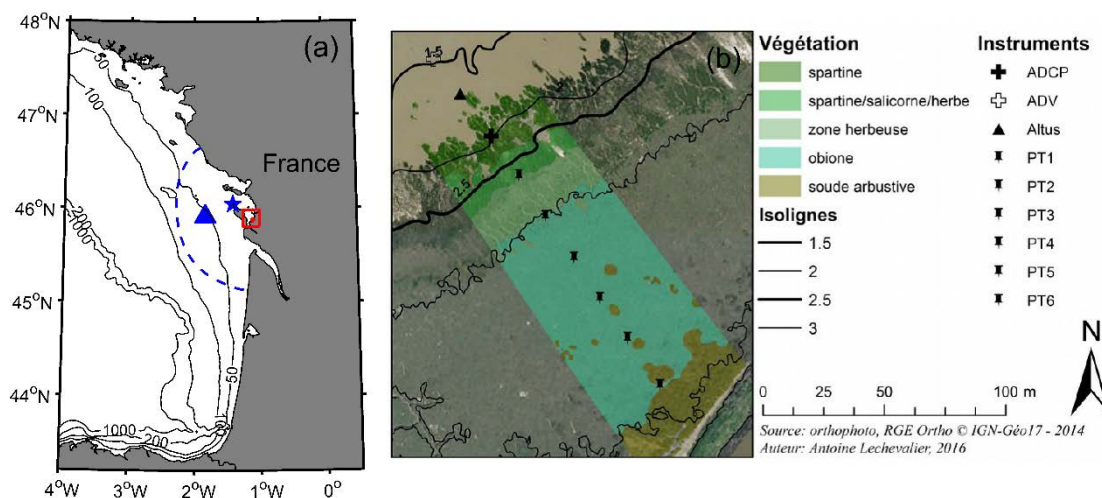 48°N
47°N
46°N
45°N
44°N
4°W
2°W
1°W
0°
(a)
France
50
100
2000
1000
50
1000
200
(b)
1.5
2.5
Végétation
spartine
spartine/salicorne/herbe
zone herbeuse
obione
soude arbustive
Isolignes
1.5
2
2.5
3
Instruments
ADCP
ADV
Altus
PT1
PT2
PT3
PT4
PT5
PT6
N
0 25 50 100 m
Source: orthophoto, RGE Ortho © IGN-Géo17 - 2014
Auteur: Antoine Lechevalier, 2016